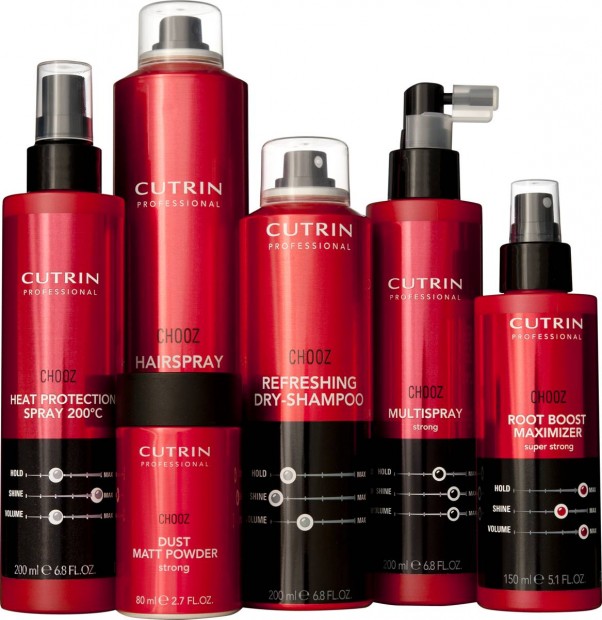 CUTRIN
PROFESSIONAL
CHOOZ
HEAT PROTECTION
SPRAY 200°C
HOLD MAX
SHINE MAX
VOLUME MAX
200 ml e 6.8 FL.OZ.
CUTRIN
PROFESSIONAL
CHOOZ
HAIRSPRAY
CUTRIN
PROFESSIONAL
CHOOZ
DUST
MATT POWDER
strong
80 ml e 2.7 FL.OZ.
CUTRIN
PROFESSIONAL
CHOOZ
REFRESHING
DRY-SHAMPOO
HOLD MAX
SHINE MAX
VOLUME MAX
200 ml e 6.8 FL.OZ.
CUTRIN
PROFESSIONAL
CHOOZ
MULTISPRAY
strong
MAX
MAX
MAX
200 ml e 6.8 FL.OZ.
CUTRIN
PROFESSIONAL
CHOOZ
ROOT BOOST
MAXIMIZER
super strong
HOLD MAX
SHINE MAX
VOLUME MAX
150 ml e 5.1 FL.OZ.